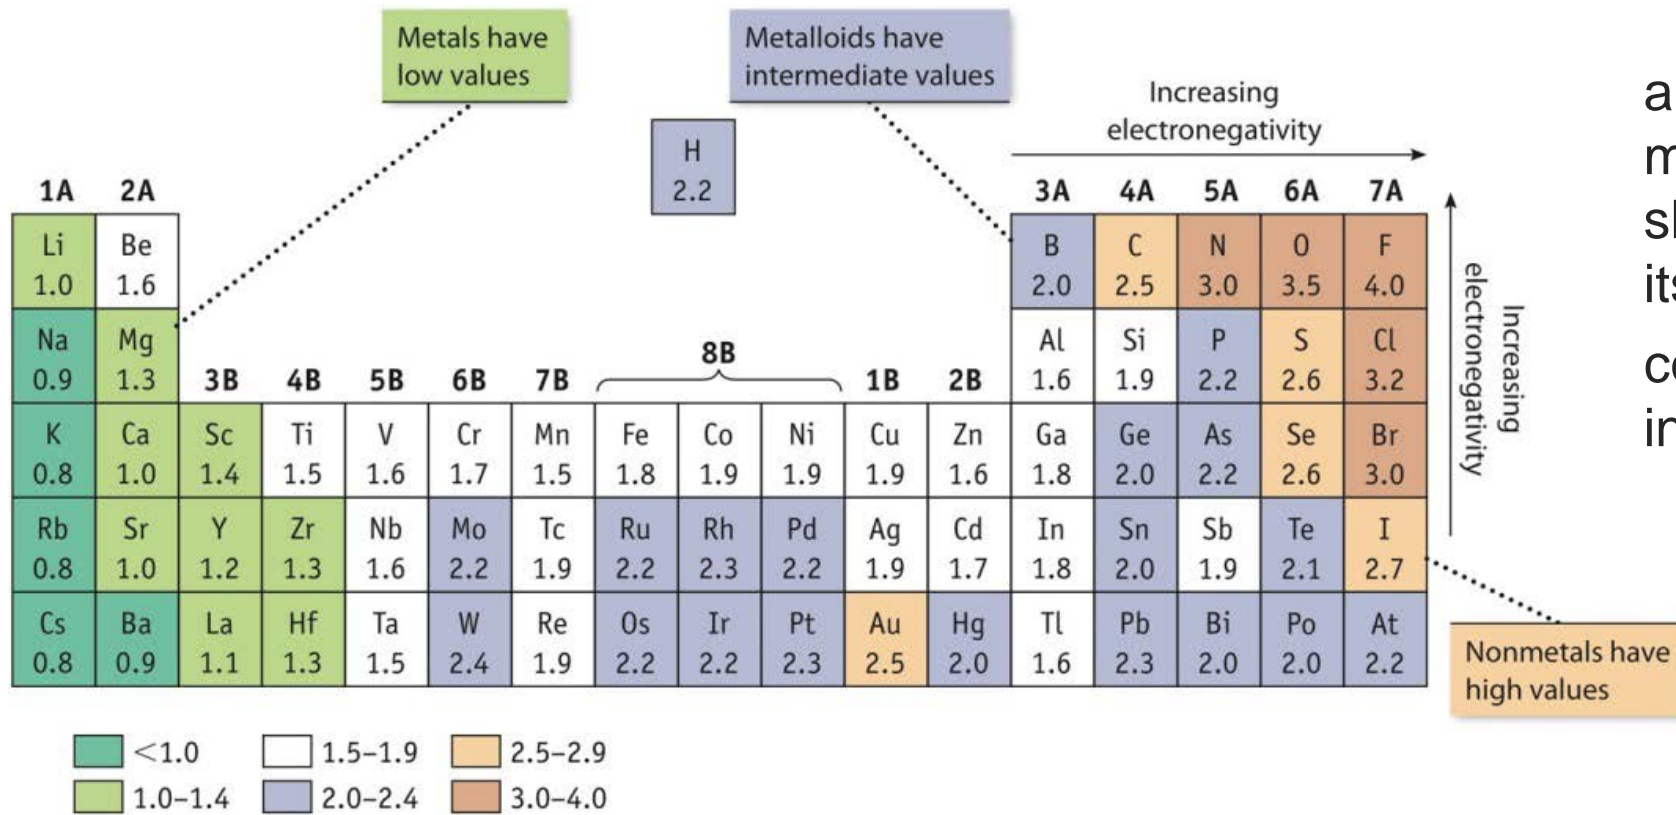 Metals have
low values
Metalloids have
intermediate values
Increasing
electronegativity
H
2.2
1A 2A 3A 4A 5A 6A 7A
Li Be B C N O F
1.0 1.6 2.0 2.5 3.0 3.5 4.0
Na Mg Al Si P S Cl
0.9 1.3 3B 4B 5B 6B 7B 8B 1B 2B 1.6 1.9 2.2 2.6 3.2
K Ca Sc Ti V Cr Mn Fe Co Ni Cu Zn Ga Ge As Se Br
0.8 1.0 1.4 1.5 1.6 1.7 1.5 1.8 1.9 1.9 1.9 1.6 1.8 2.0 2.2 2.6 3.0
Rb Sr Y Zr Nb Mo Tc Ru Rh Pd Ag Cd In Sn Sb Te I
0.8 1.0 1.2 1.3 1.6 2.2 1.9 2.2 2.3 2.2 1.9 1.7 1.8 2.0 1.9 2.1 2.7
Cs Ba La Hf Ta W Re Os Ir Pt Au Hg Tl Pb Bi Po At
0.8 0.9 1.1 1.3 1.5 2.4 1.9 2.2 2.2 2.3 2.5 2.0 1.6 2.3 2.0 2.0 2.2
Increasing
electronegativity
Nonmetals have
high values
<1.0 1.5–1.9 2.5–2.9
1.0–1.4 2.0–2.4 3.0–4.0